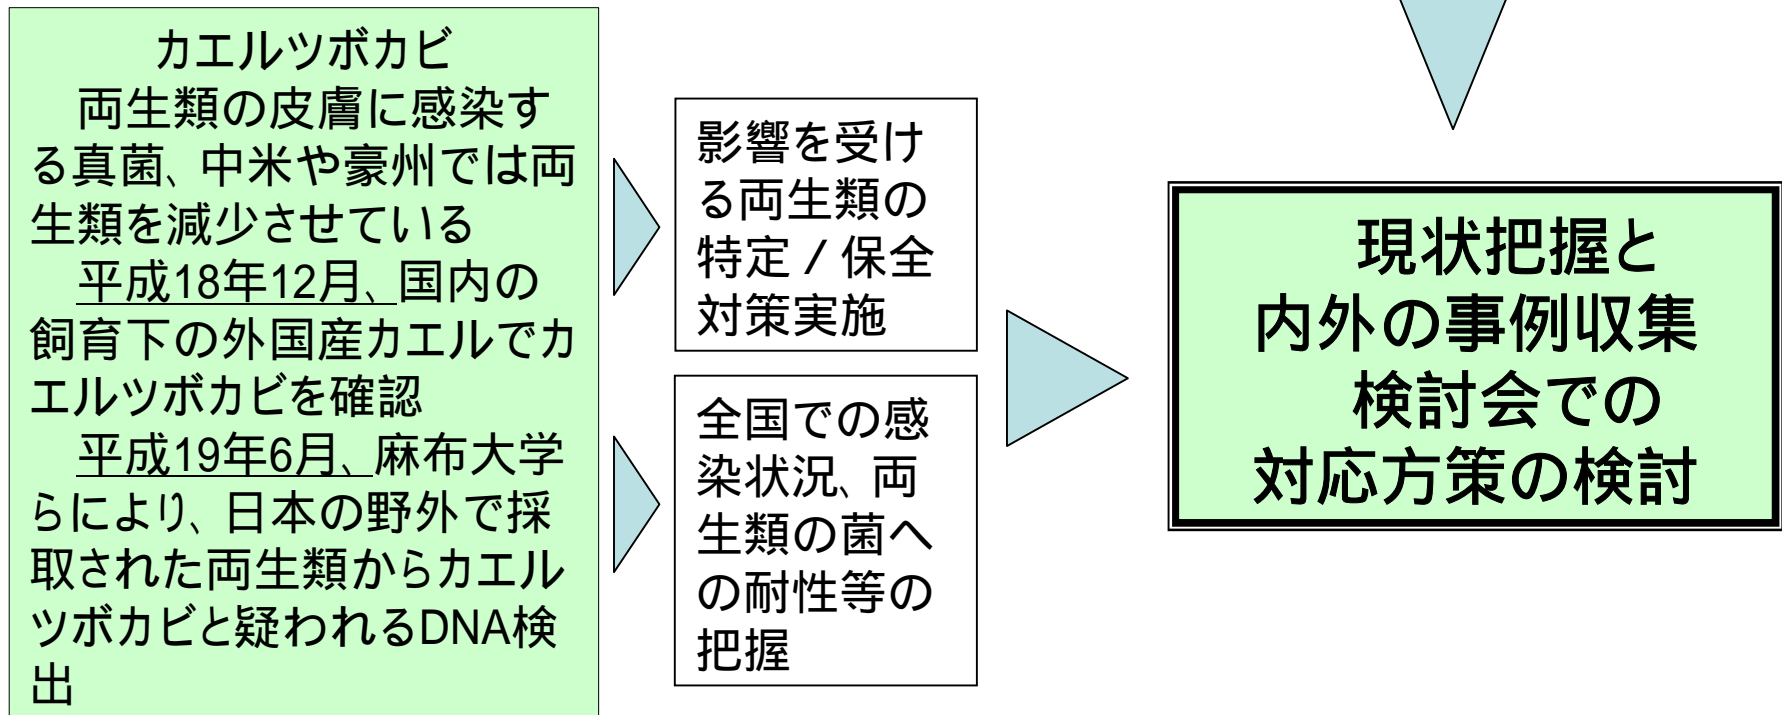 カエルツボカビ
両生類の皮膚に感染す
る真菌、中米や豪州では両
生類を減少させている
平成18年12月、国内の
飼育下の外国産カエルでカ
エルツボカビを確認
平成19年6月、麻布大学
らにより、日本の野外で採
取された両生類からカエル
ツボカビと疑われるDNA検
出
影響を受け
る両生類の
特定／保全
対策実施
全国での感
染状況、両
生類の菌へ
の耐性等の
把握
現状把握と
内外の事例収集
検討会での
対応方策の検討